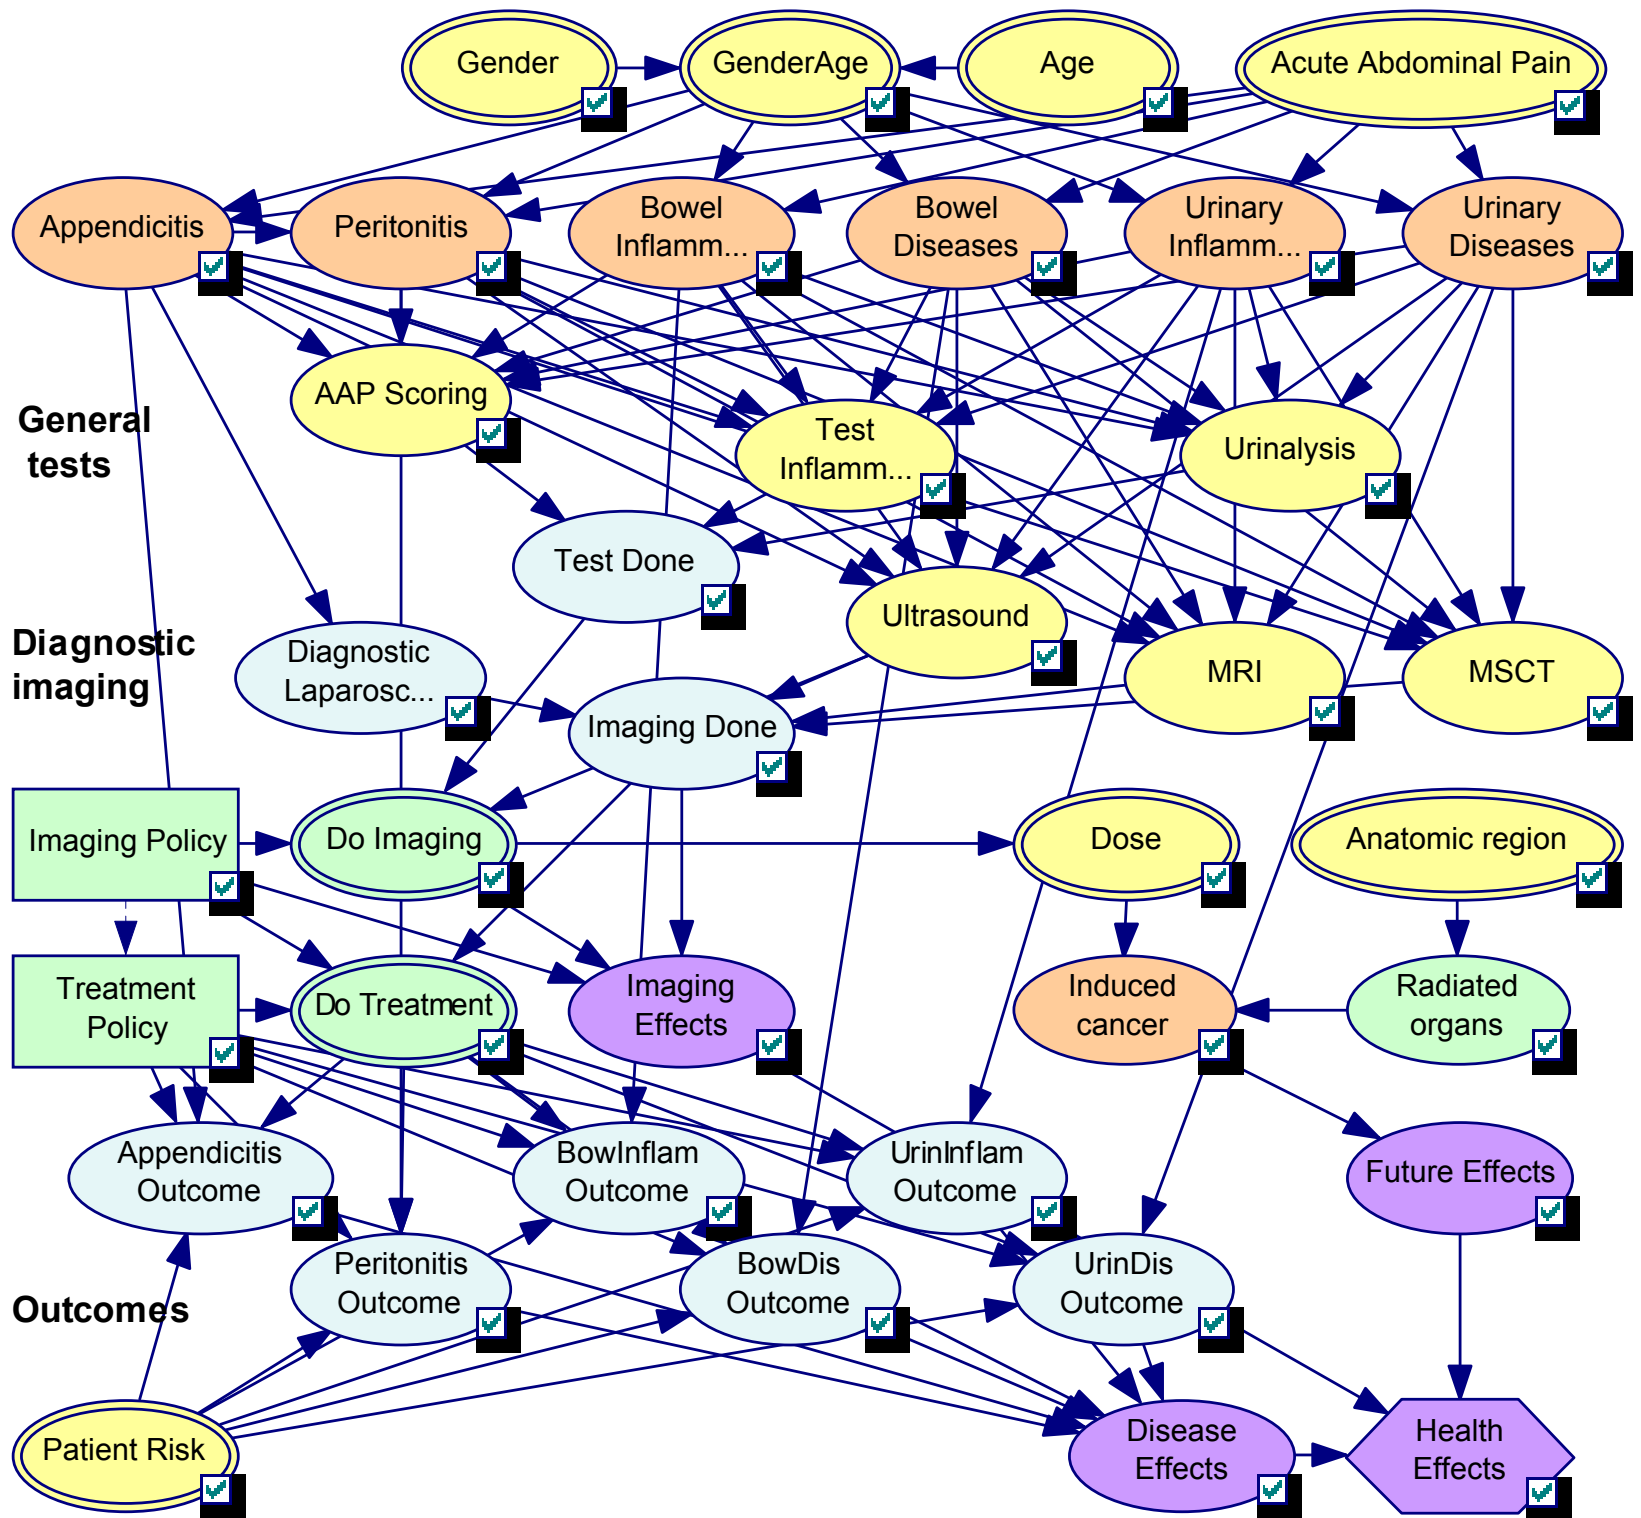 Gender
GenderAge
Age
Acute Abdominal Pain
Appendicitis
Peritonitis
Bowel
Inflamm...
Bowel
Diseases
Urinary
Inflamm...
Urinary
Diseases
General
tests
AAP Scoring
Test
Inflamm...
Urinalysis
Test Done
Ultrasound
Diagnostic
imaging
Diagnostic
Laparosc...
Imaging Done
MRI
MSCT
Imaging Policy
Do Imaging
Dose
Anatomic region
Treatment
Policy
Do Treatment
Imaging
Effects
Induced
cancer
Radiated
organs
Appendicitis
Outcome
BowInflam
Outcome
UrinInflam
Outcome
Future Effects
Outcomes
Peritonitis
Outcome
BowDis
Outcome
UrinDis
Outcome
Patient Risk
Disease
Effects
Health
Effects